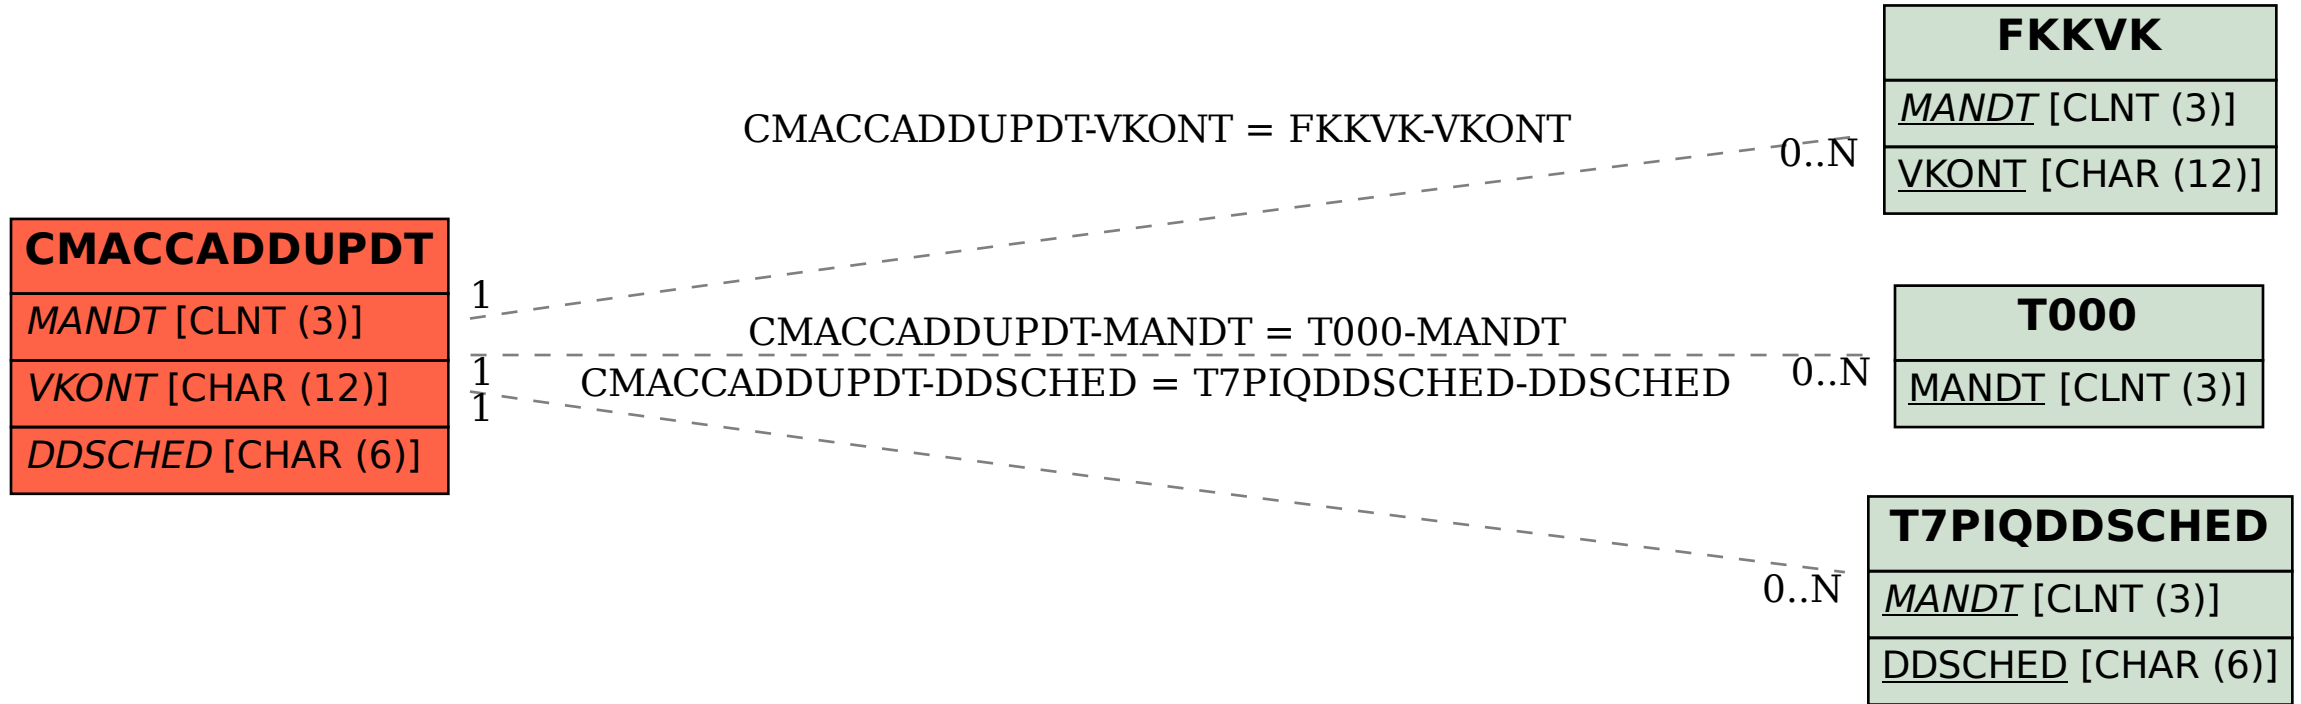 CMACCADDUPDT
MANDT [CLNT (3)]
VKONT [CHAR (12)]
DDSCHED [CHAR (6)]
CMACCADDUPDT-VKONT = FKKVK-VKONT
1
0..N
CMACCADDUPDT-MANDT = T000-MANDT
1
0..N
CMACCADDUPDT-DDSCHED = T7PIQDDSCHED-DDSCHED
1
0..N
FKKVK
MANDT [CLNT (3)]
VKONT [CHAR (12)]
T000
MANDT [CLNT (3)]
T7PIQDDSCHED
MANDT [CLNT (3)]
DDSCHED [CHAR (6)]